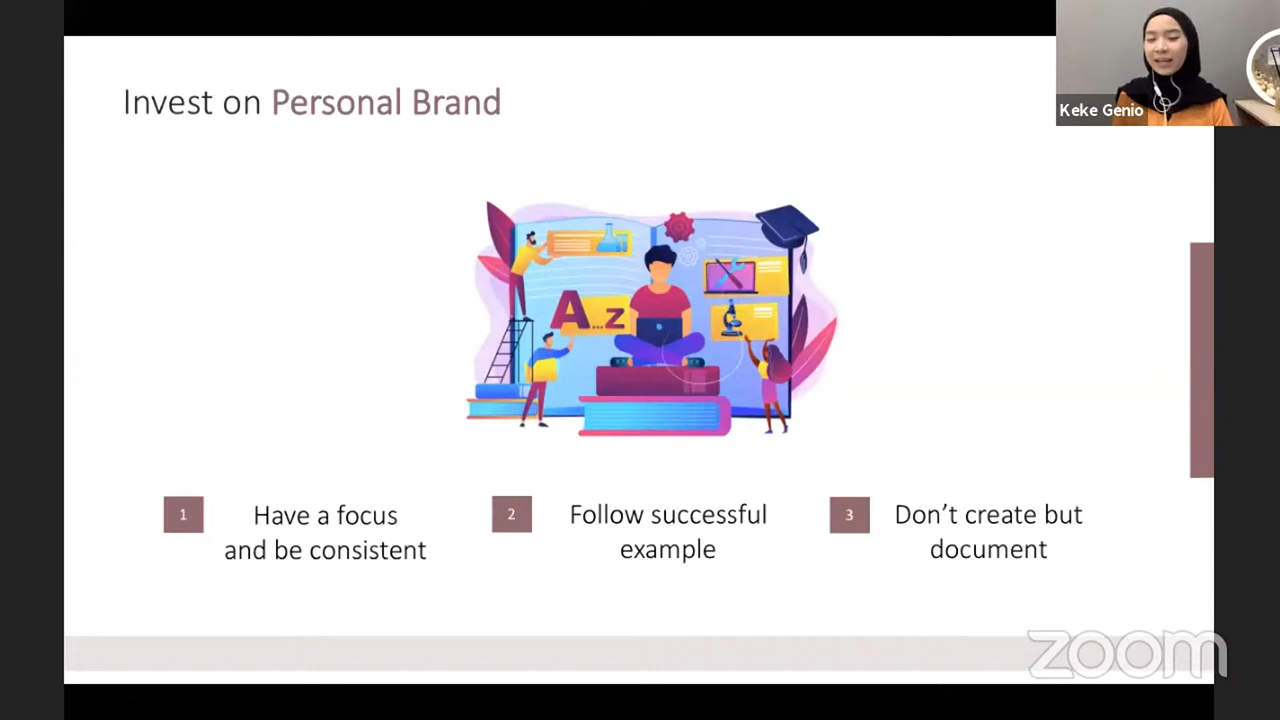 Invest on Personal Brand
Keke Genio
A...z
1
Have a focus
and be consistent
2
Follow successful
example
3
Don’t create but
document
zoom